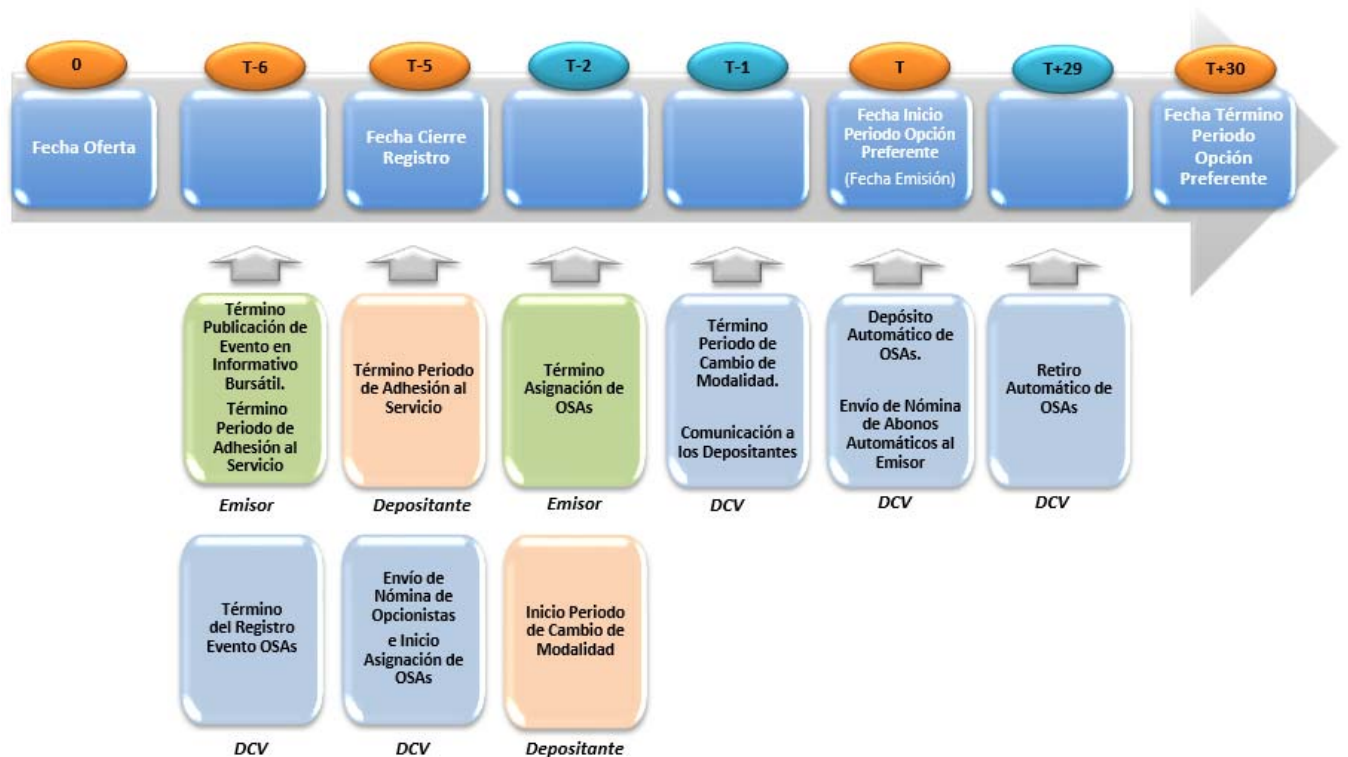 0
T-6
T-5
T-2
T-1
T
T+29
T+30
Fecha Oferta
Fecha Cierre
Registro
Fecha Inicio
Periodo Opción
Preferente
(Fecha Emisión)
Fecha Término
Periodo
Opción
Preferente
Término
Publicación de
Evento en
Informativo
Bursátil.
Término
Periodo de
Adhesión al
Servicio
Emisor
Término Periodo
de Adhesión al
Servicio
Depositante
Término
Asignación de
OSAs
Emisor
Término
Periodo de
Cambio de
Modalidad.
Comunicación a
los Depositantes
DCV
Depósito
Automático de
OSAs.
Envío de Nómina
de Abonos
Automáticos al
Emisor
DCV
Retiro
Automático de
OSAs
DCV
Término
del Registro
Evento OSAs
DCV
Envío de
Nómina de
Opcionistas
e Inicio
Asignación de
OSAs
DCV
Inicio Periodo
de Cambio de
Modalidad
Depositante